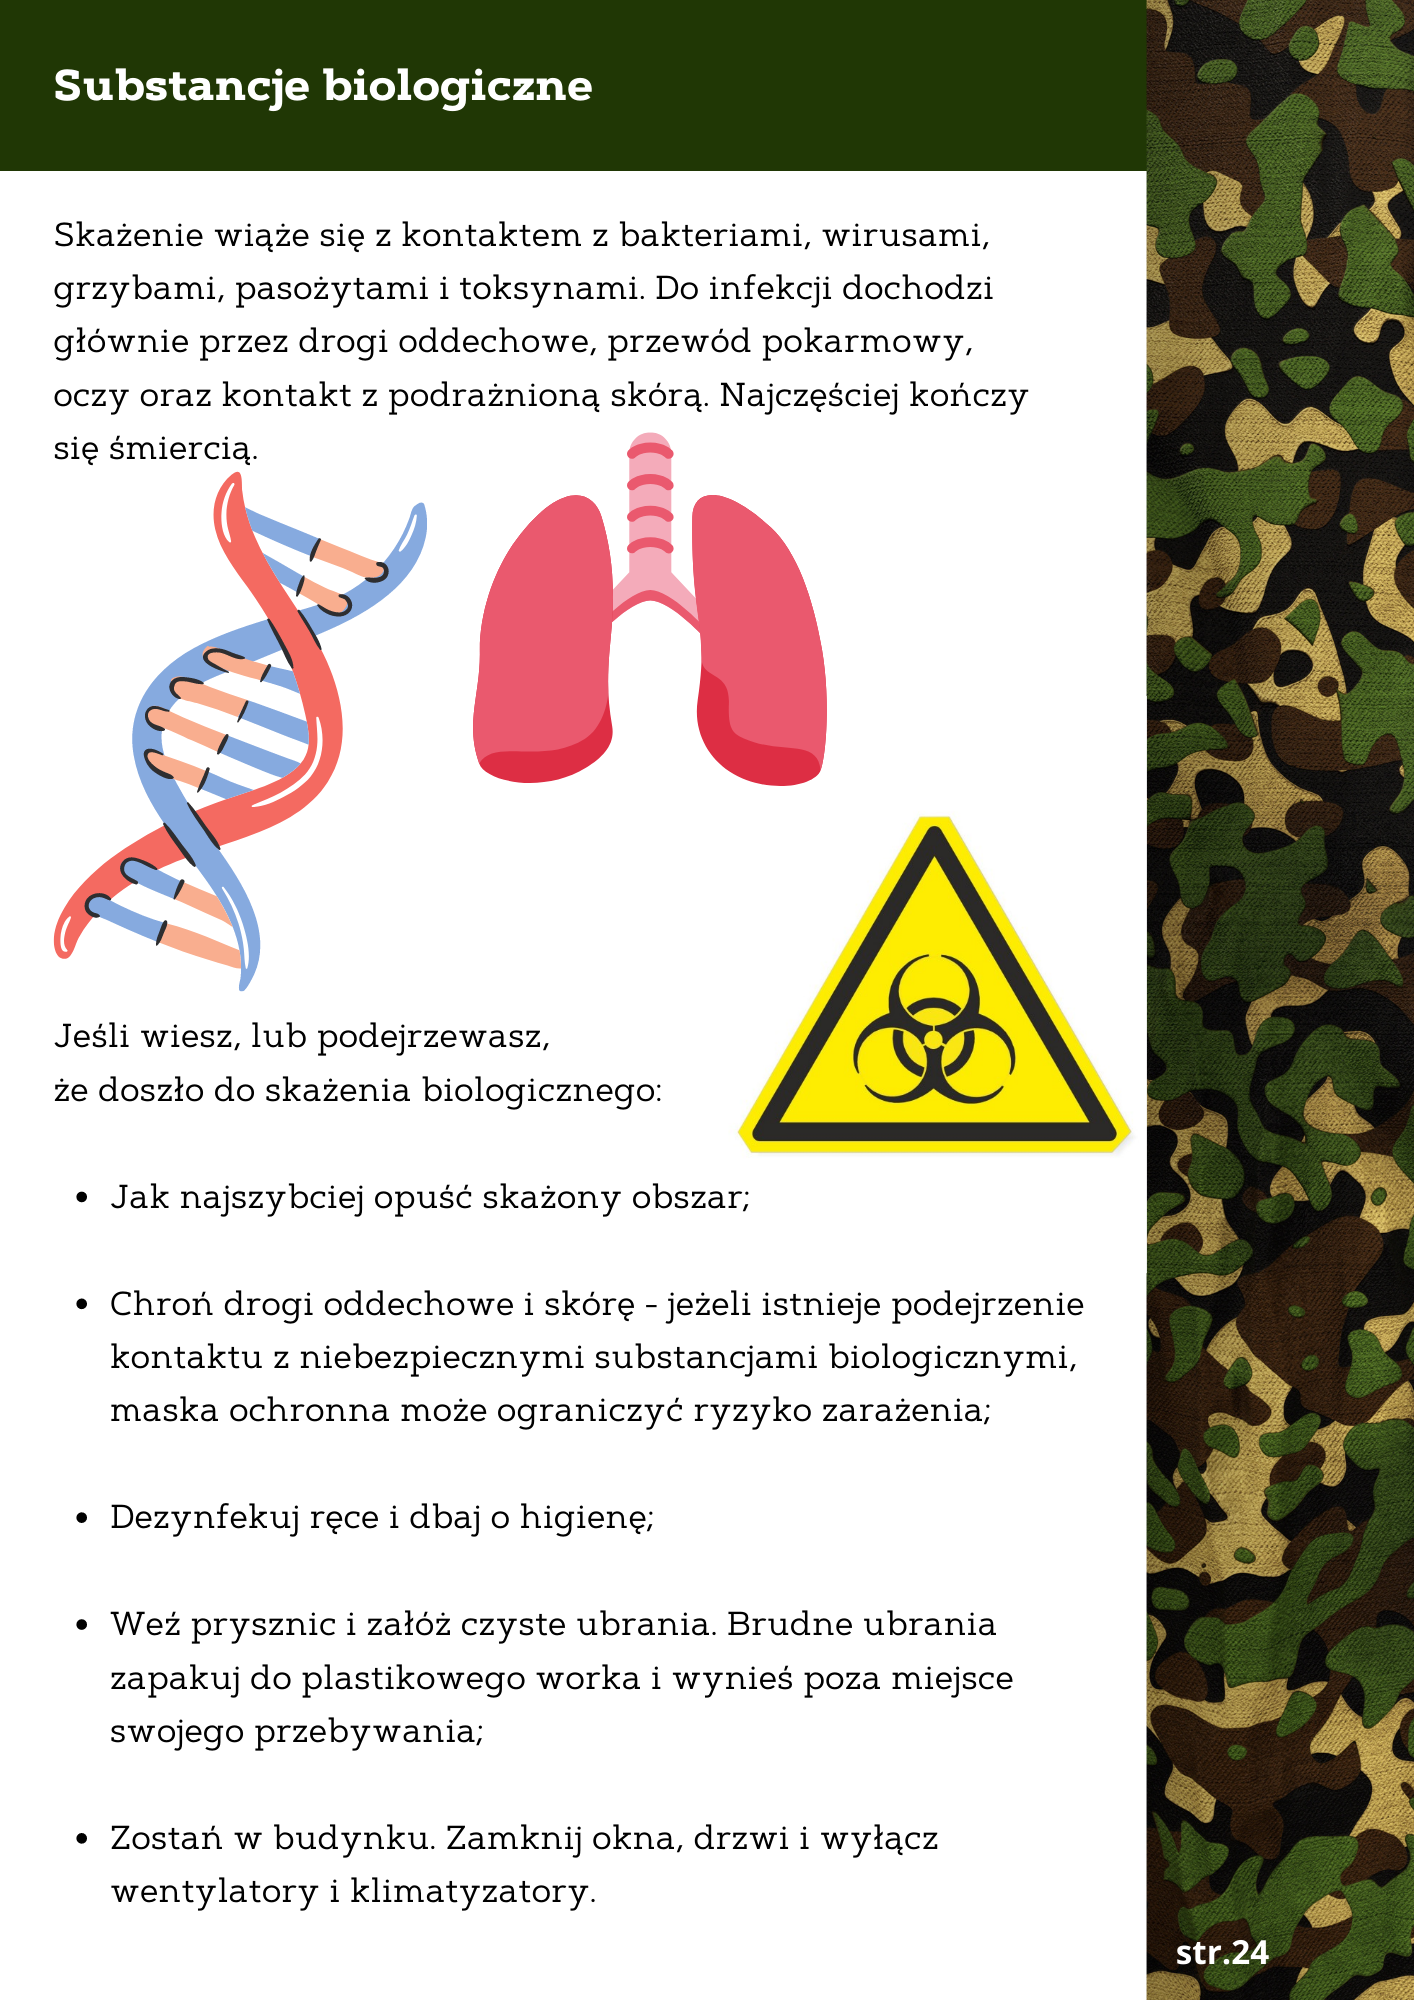 Substancje biologiczne
Skażenie wiąże się z kontaktem z bakteriami, wirusami,
grzybami, pasożytami i toksynami. Do infekcji dochodzi
głównie przez drogi oddechowe, przewód pokarmowy,
oczy oraz kontakt z podrażnioną skórą. Najczęściej kończy
się śmiercią.
Jeśli wiesz, lub podejrzewasz,
że doszło do skażenia biologicznego:
• Jak najszybciej opuść skażony obszar;
• Chroń drogi oddechowe i skórę - jeżeli istnieje podejrzenie
kontaktu z niebezpiecznymi substancjami biologicznymi,
maska ochronna może ograniczyć ryzyko zarażenia;
• Dezynfekuj ręce i dbaj o higienę;
• Weź prysznic i załóż czyste ubrania. Brudne ubrania
zapakuj do plastikowego worka i wynieś poza miejsce
swojego przebywania;
• Zostań w budynku. Zamknij okna, drzwi i wyłącz
wentylatory i klimatyzatory.
str.24